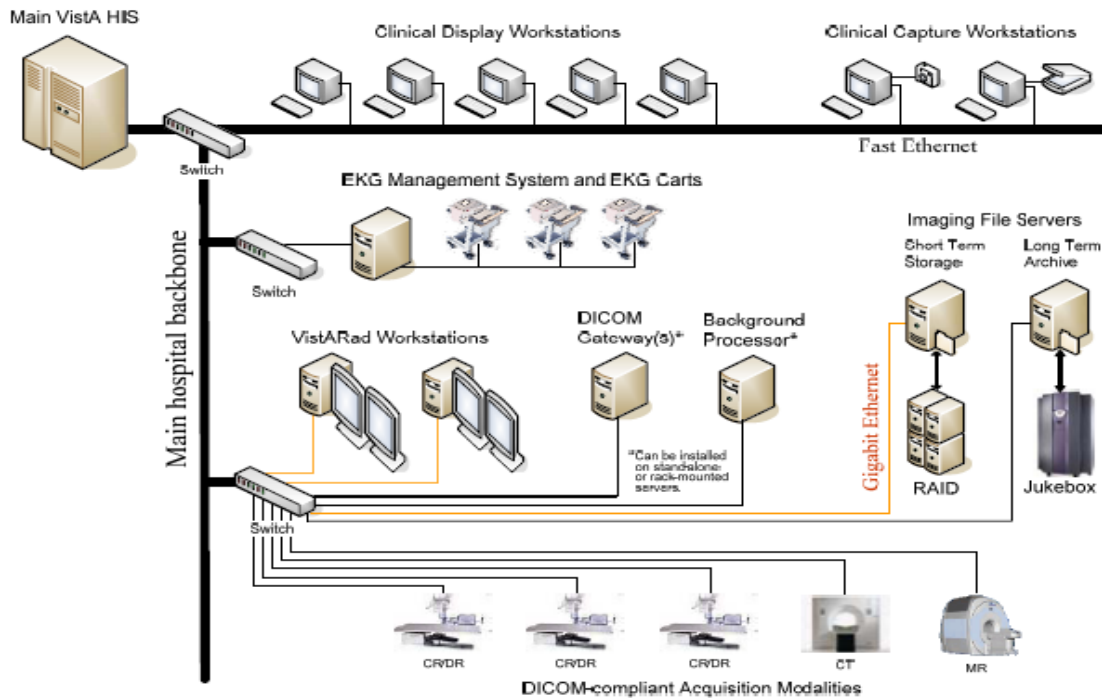 Main VistA HIS
Clinical Display Workstations
Clinical Capture Workstations
Switch
Fast Ethernet
EKG Management System and EKG Carts
Switch
Main hospital backbone
Imaging File Servers
Short Term
Storage
Long Term
Archive
VistARad Workstations
DICOM
Gateway(s)*
Background
Processor*
*Can be installed
on standalone
or rack-mounted
servers.
Gigabit Ethernet
RAID
Jukebox
Switch
CR/DR
CR/DR
CR/DR
CT
MR
DICOM-compliant Acquisition Modalities